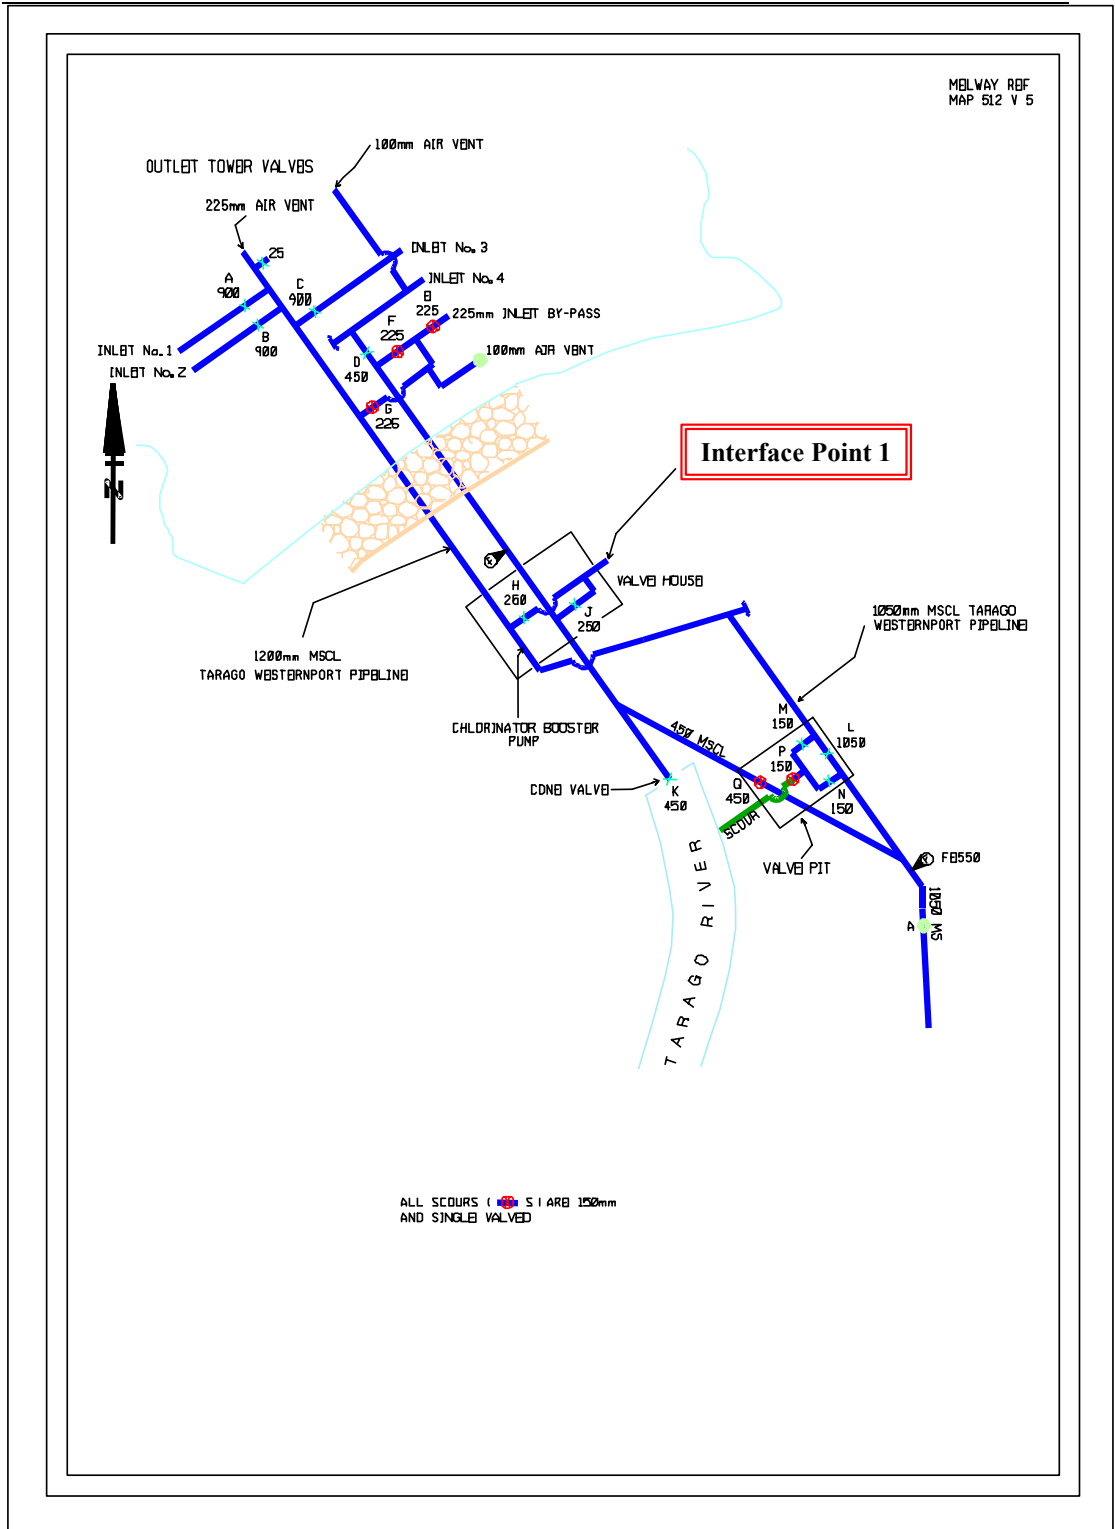 MELWAY REF
MAP 512 V 5
100mm AIR VENT
OUTLET TOWER VALVES
225mm AIR VENT
25
INLET No. 3
A
900
C
900
INLET No. 4
E
225
225mm INLET BY-PASS
F
225
B
900
INLET No. 1
INLET No. 2
D
450
100mm AIR VENT
G
225
N
Interface Point 1
H
250
VALVE HOUSE
J
250
1050mm MSCL TARAGO
WESTERNPORT PIPELINE
1200mm MSCL
TARAGO WESTERNPORT PIPELINE
CHLORINATOR BOOSTER
PUMP
450 MSCL
M
150
L
1050
P
150
CONE VALVE
K
450
Q
450
N
150
SCOUR
VALVE PIT
FE550
1050 MS
A
TARAGO RIVER
ALL SCOURS ( S ) ARE 150mm
AND SINGLE VALVED